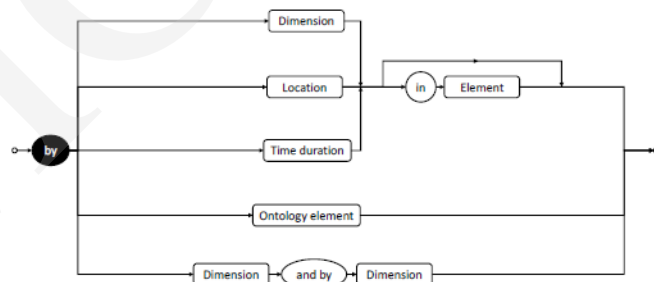 Dimension
Location
in
Element
by
Time duration
Ontology element
Dimension
and by
Dimension